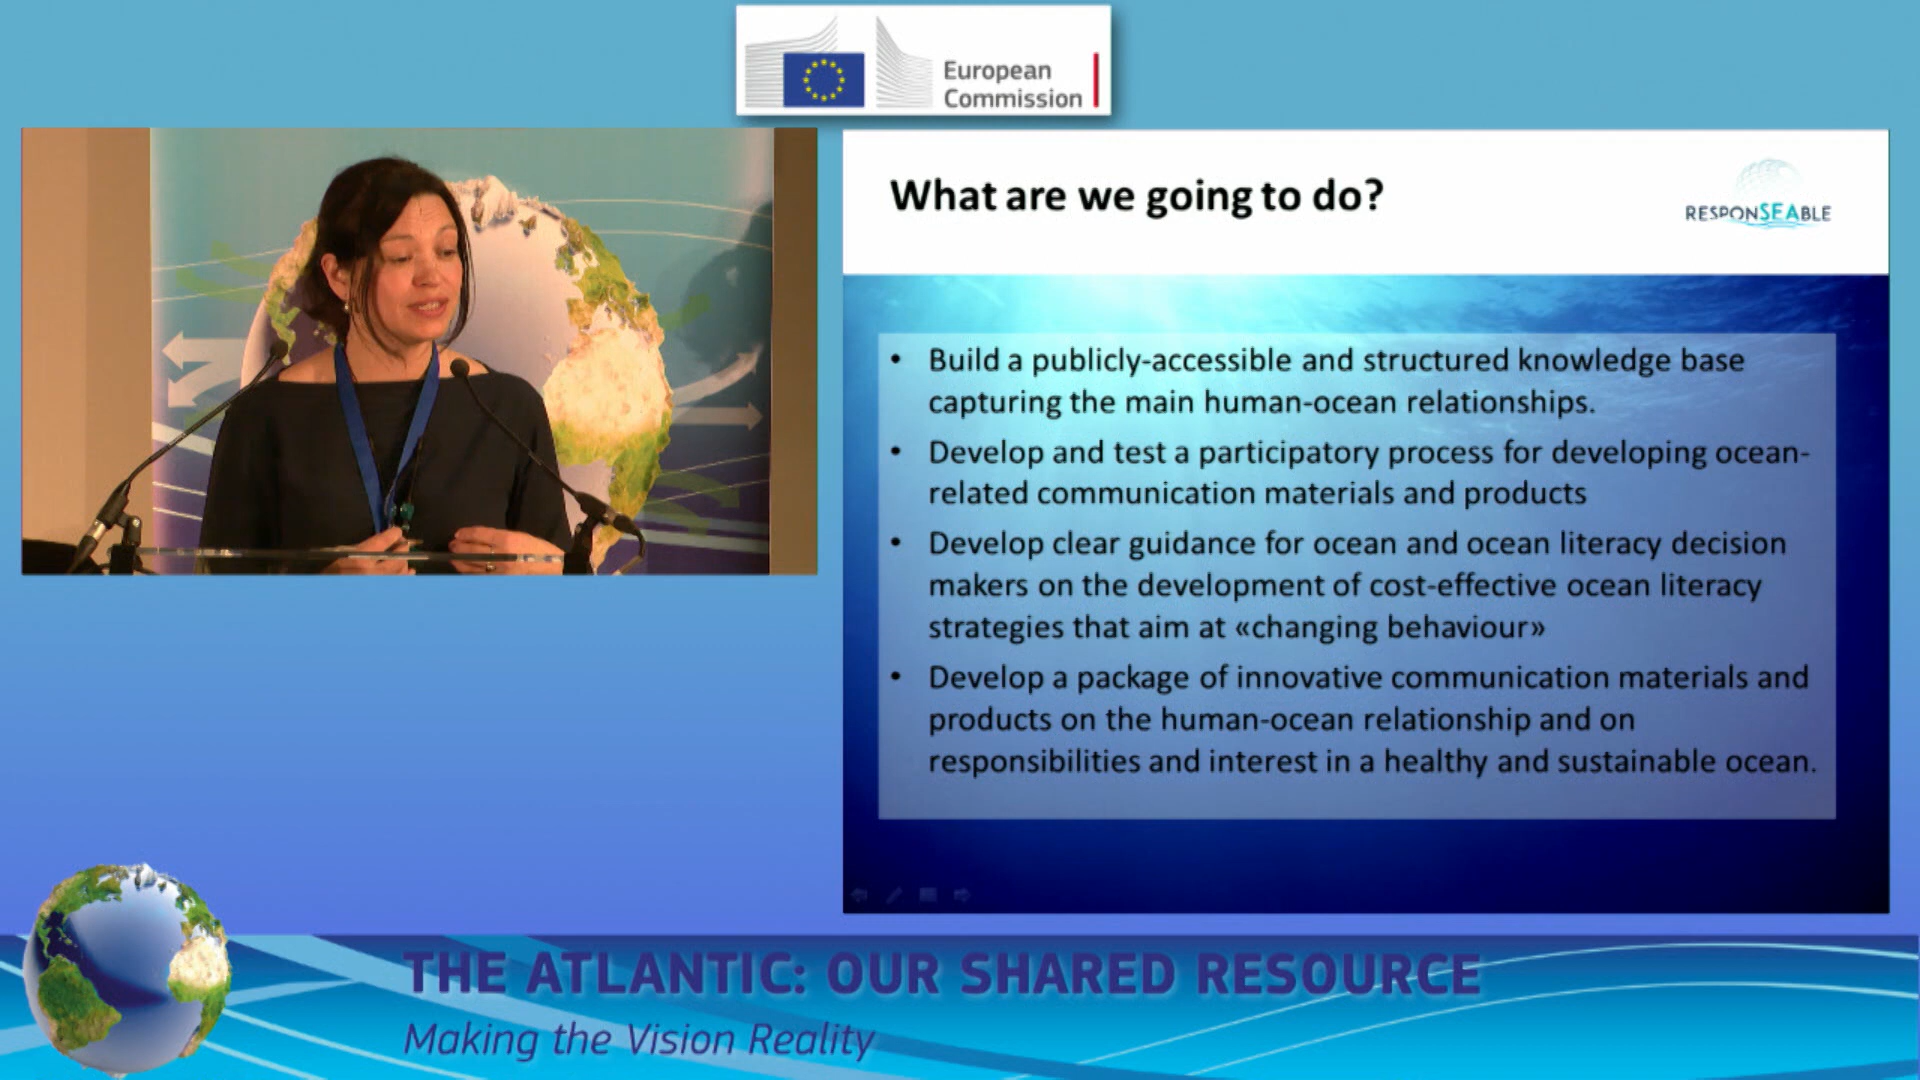 European
Commission
What are we going to do?
RESPONSEABLE
• Build a publicly-accessible and structured knowledge base
capturing the main human-ocean relationships.
• Develop and test a participatory process for developing ocean-
related communication materials and products
• Develop clear guidance for ocean and ocean literacy decision
makers on the development of cost-effective ocean literacy
strategies that aim at «changing behaviour»
• Develop a package of innovative communication materials and
products on the human-ocean relationship and on
responsibilities and interest in a healthy and sustainable ocean.
THE ATLANTIC: OUR SHARED RESOURCE
Making the Vision Reality